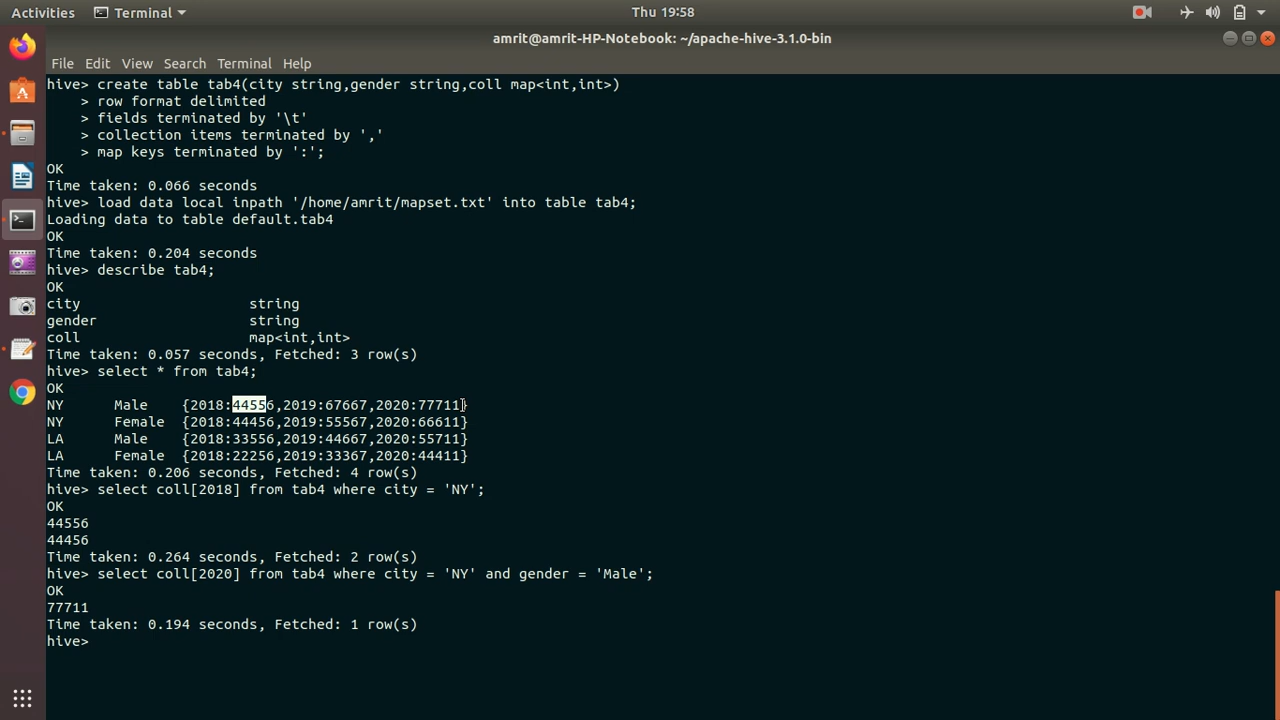 Activities Terminal Thu 19:58
amrit@amrit-HP-Notebook: ~/apache-hive-3.1.0-bin
File Edit View Search Terminal Help
hive> create table tab4(city string,gender string,coll map<int,int>)
    > row format delimited
    > fields terminated by '\t'
    > collection items terminated by ','
    > map keys terminated by ':';
OK
Time taken: 0.066 seconds
hive> load data local inpath '/home/amrit/mapset.txt' into table tab4;
Loading data to table default.tab4
OK
Time taken: 0.204 seconds
hive> describe tab4;
OK
city                    string
gender                  string
coll                    map<int,int>
Time taken: 0.057 seconds, Fetched: 3 row(s)
hive> select * from tab4;
OK
NY      Male    {2018:44556,2019:67667,2020:77711}
NY      Female  {2018:44456,2019:55567,2020:66611}
LA      Male    {2018:33556,2019:44667,2020:55711}
LA      Female  {2018:22256,2019:33367,2020:44411}
Time taken: 0.206 seconds, Fetched: 4 row(s)
hive> select coll[2018] from tab4 where city = 'NY';
OK
44556
44456
Time taken: 0.264 seconds, Fetched: 2 row(s)
hive> select coll[2020] from tab4 where city = 'NY' and gender = 'Male';
OK
77711
Time taken: 0.194 seconds, Fetched: 1 row(s)
hive>